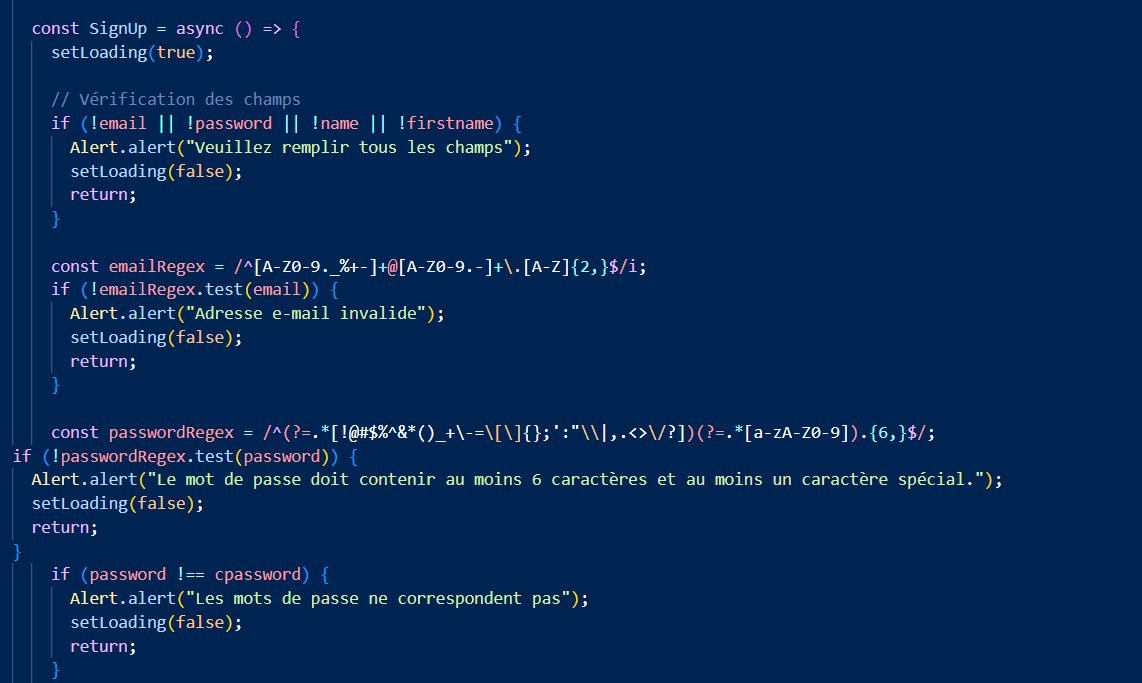 const SignUp = async () => {
setLoading(true);
// Vérification des champs
if (!email || !password || !name || !firstname) {
Alert.alert("Veuillez remplir tous les champs");
setLoading(false);
return;
}
const emailRegex = /^[A-Z0-9._%+-]+@[A-Z0-9.-]+\.[A-Z]{2,}$/i;
if (!emailRegex.test(email)) {
Alert.alert("Adresse e-mail invalide");
setLoading(false);
return;
}
const passwordRegex = /^(?=.*[!@#$%^&*()_+\-=\[\]{};':"\\|,.<>\/?])(?=.*[a-zA-Z0-9]).{6,}$/;
if (!passwordRegex.test(password)) {
Alert.alert("Le mot de passe doit contenir au moins 6 caractères et au moins un caractère spécial.");
setLoading(false);
return;
}
if (password !== cpassword) {
Alert.alert("Les mots de passe ne correspondent pas");
setLoading(false);
return;
}